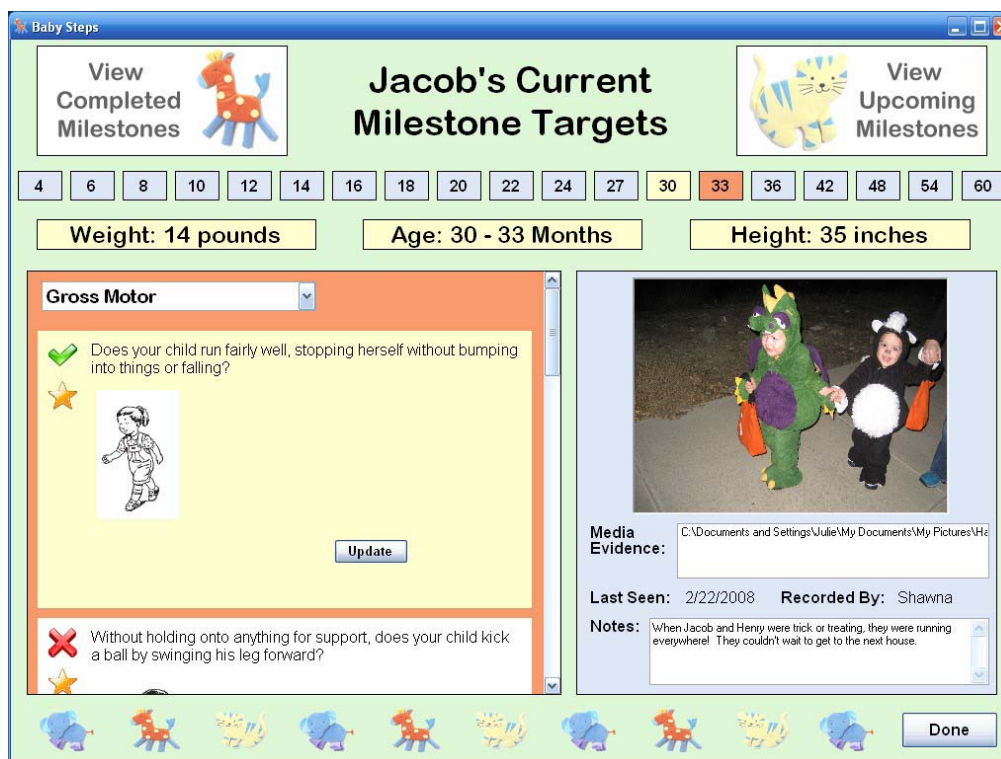 Baby Steps
View
Completed
Milestones
Jacob's Current
Milestone Targets
View
Upcoming
Milestones
4 6 8 10 12 14 16 18 20 22 24 27 30 33 36 42 48 54 60
Weight: 14 pounds
Age: 30 - 33 Months
Height: 35 inches
Gross Motor
Does your child run fairly well, stopping herself without bumping
into things or falling?
Update
Without holding onto anything for support, does your child kick
a ball by swinging his leg forward?
Media
Evidence:
C:\Documents and Settings\Julie\My Documents\My Pictures\Ha
Last Seen: 2/22/2008 Recorded By: Shawna
Notes:
When Jacob and Henry were trick or treating, they were running
everywhere! They couldn't wait to get to the next house.
Done